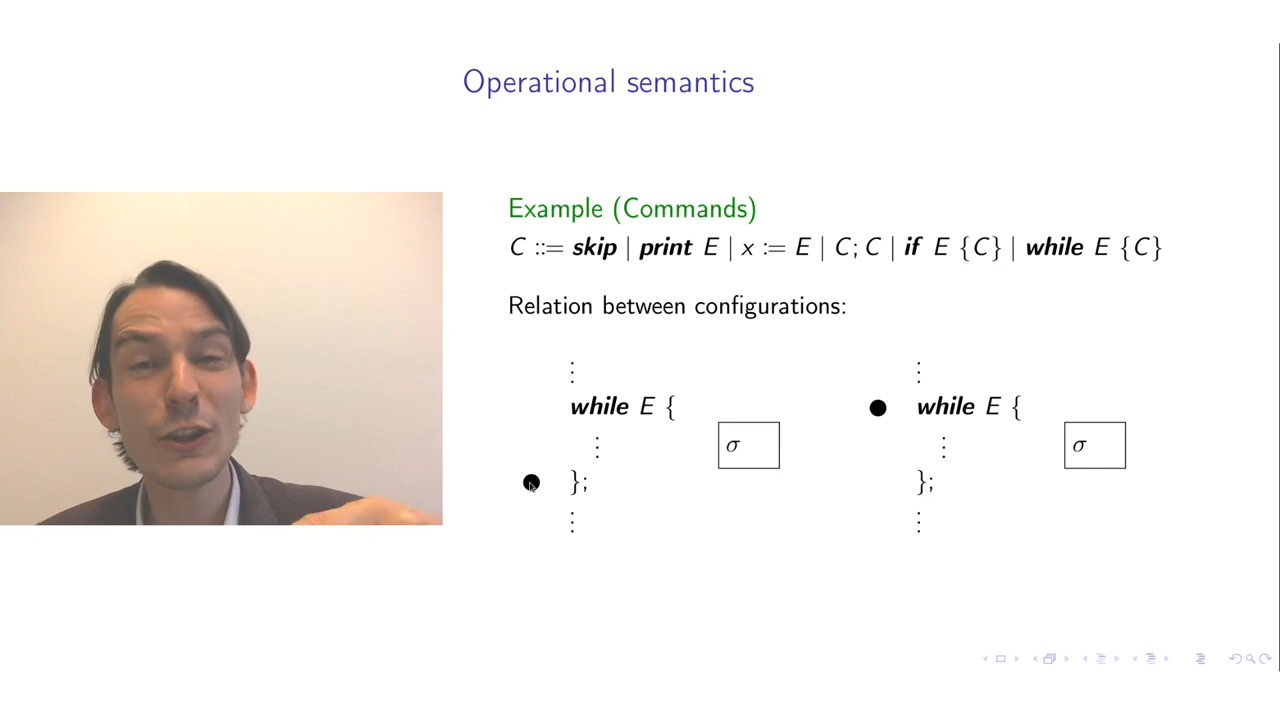 Operational semantics
Example (Commands)
C ::= skip | print E | x := E | C; C | if E {C} | while E {C}
Relation between configurations:
⋮
while E {
⋮
σ
};
⋮
⋮
while E {
⋮
σ
};
⋮